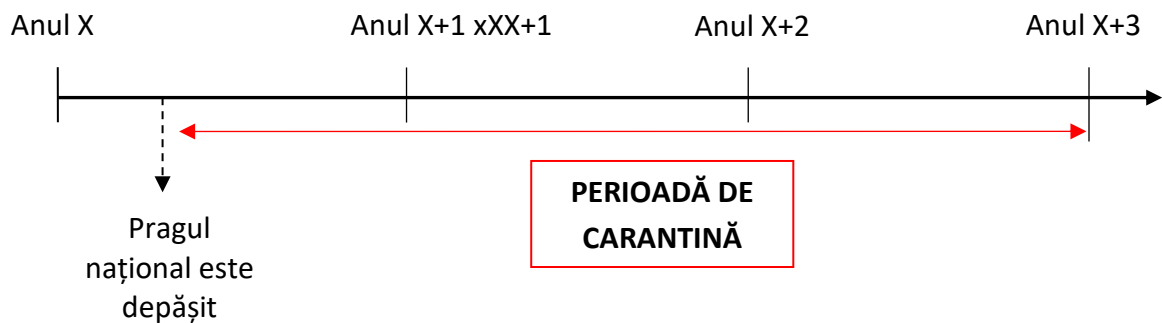 Anul X Anul X+1 xXX+1 Anul X+2 Anul X+3
PERIOADĂ DE
CARANTINĂ
Pragul
național este
depășit